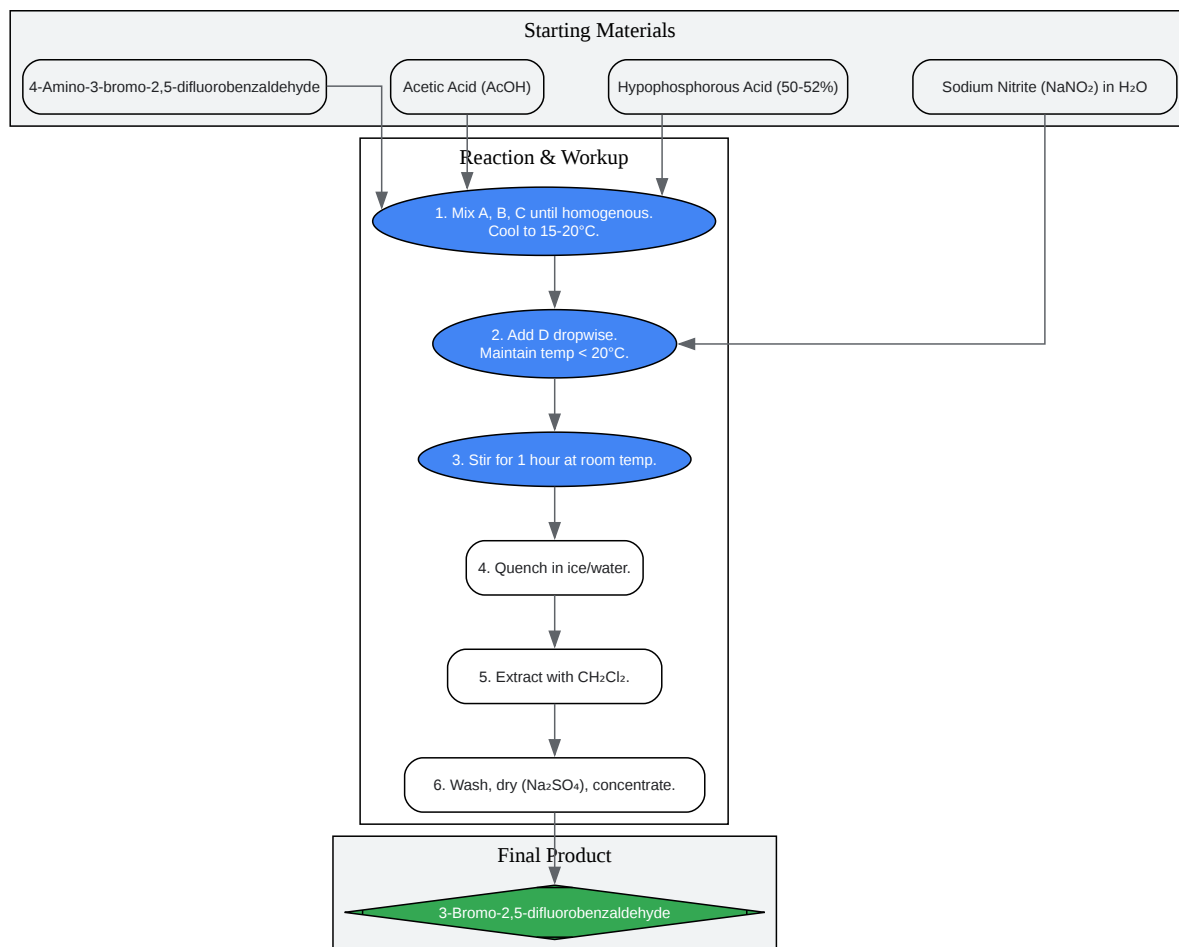 Starting Materials
4-Amino-3-bromo-2,5-difluorobenzaldehyde
Acetic Acid (AcOH)
Hypophosphorous Acid (50-52%)
Sodium Nitrite (NaNO₂) in H₂O
Reaction & Workup
1. Mix A, B, C until homogenous.
Cool to 15-20°C.
2. Add D dropwise.
Maintain temp < 20°C.
3. Stir for 1 hour at room temp.
4. Quench in ice/water.
5. Extract with CH₂Cl₂.
6. Wash, dry (Na₂SO₄), concentrate.
Final Product
3-Bromo-2,5-difluorobenzaldehyde